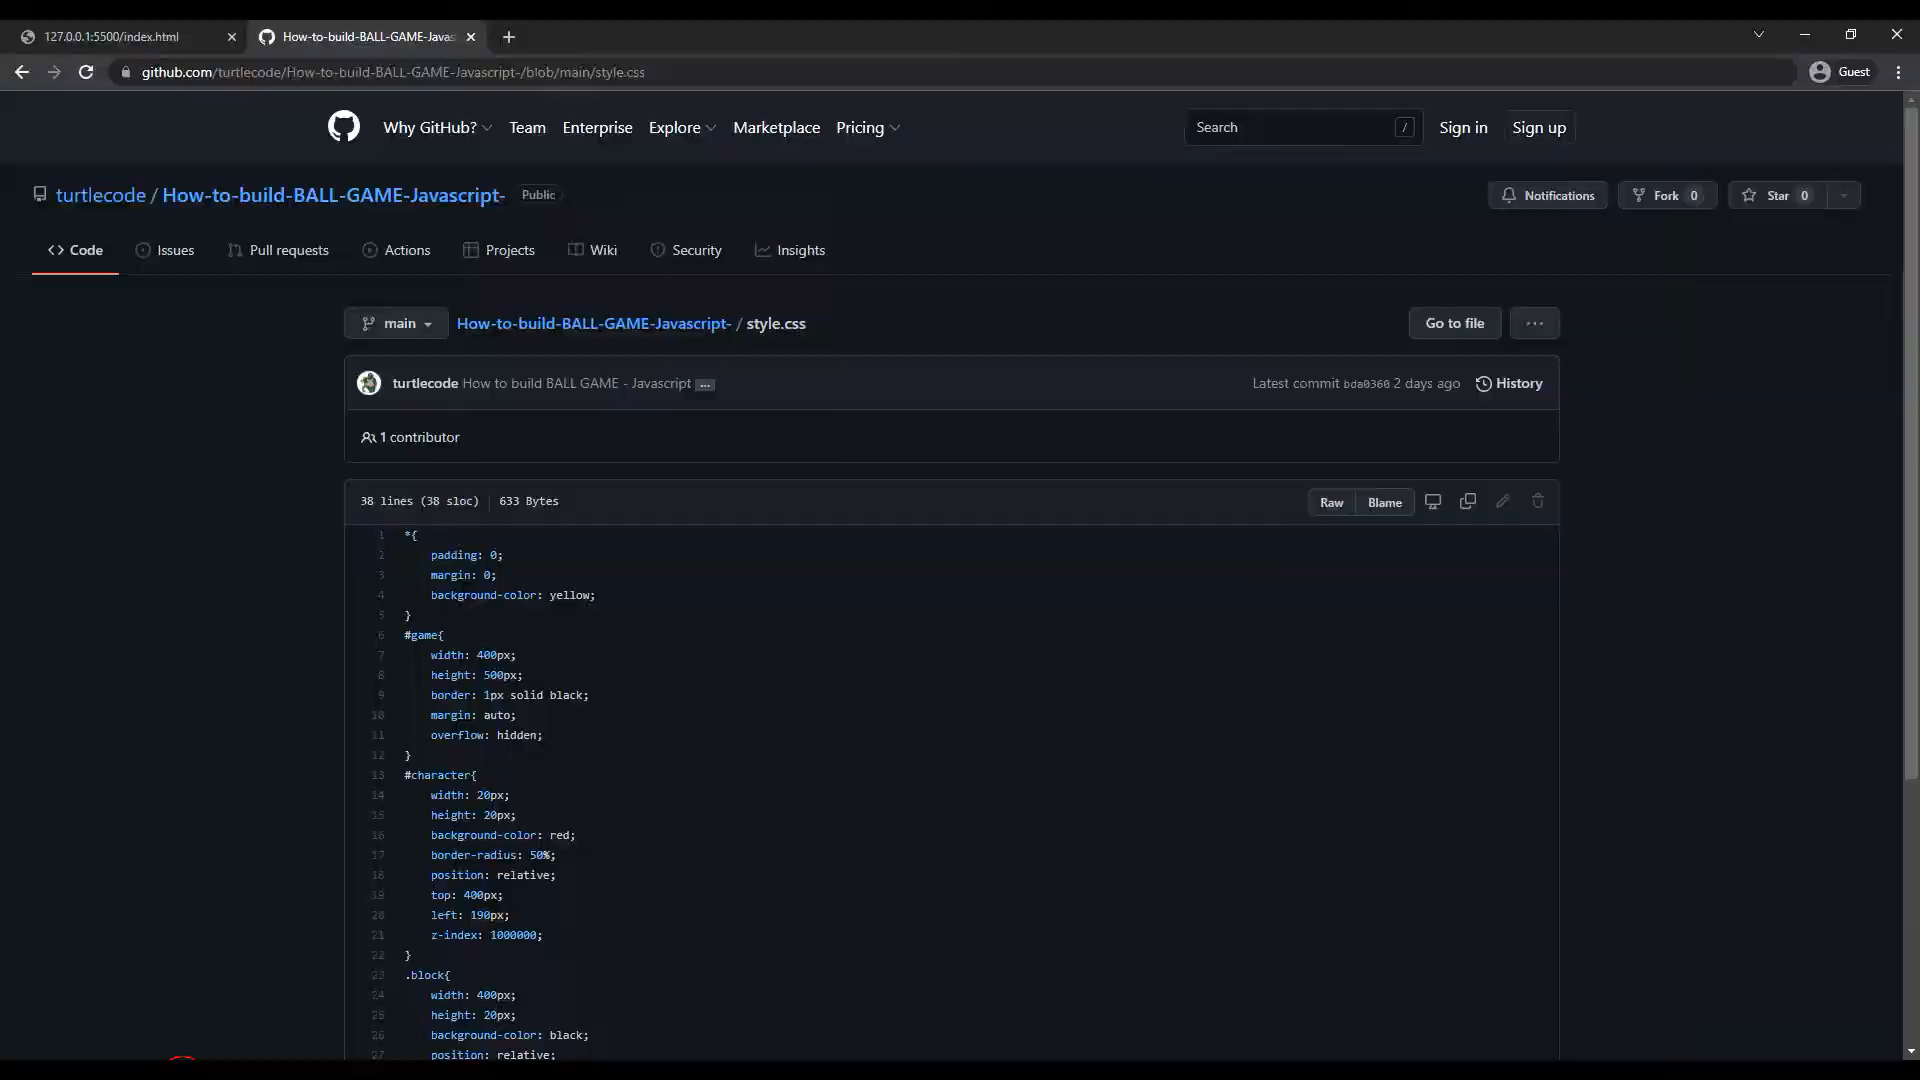 127.0.0.1:5500/index.html
How-to-build-BALL-GAME-Javas
github.com/turtlecode/How-to-build-BALL-GAME-Javascript-/blob/main/style.css
Guest
Why GitHub? Team Enterprise Explore Marketplace Pricing
Search /
Sign in Sign up
turtlecode / How-to-build-BALL-GAME-Javascript- Public
Notifications Fork 0 Star 0
Code Issues Pull requests Actions Projects Wiki Security Insights
main How-to-build-BALL-GAME-Javascript- / style.css Go to file ...
turtlecode How to build BALL GAME - Javascript ... Latest commit bda0360 2 days ago History
1 contributor
38 lines (38 sloc) 633 Bytes Raw Blame
1 *{
2 padding: 0;
3 margin: 0;
4 background-color: yellow;
5 }
6 #game{
7 width: 400px;
8 height: 500px;
9 border: 1px solid black;
10 margin: auto;
11 overflow: hidden;
12 }
13 #character{
14 width: 20px;
15 height: 20px;
16 background-color: red;
17 border-radius: 50%;
18 position: relative;
19 top: 400px;
20 left: 190px;
21 z-index: 1000000;
22 }
23 .block{
24 width: 400px;
25 height: 20px;
26 background-color: black;
27 position: relative;